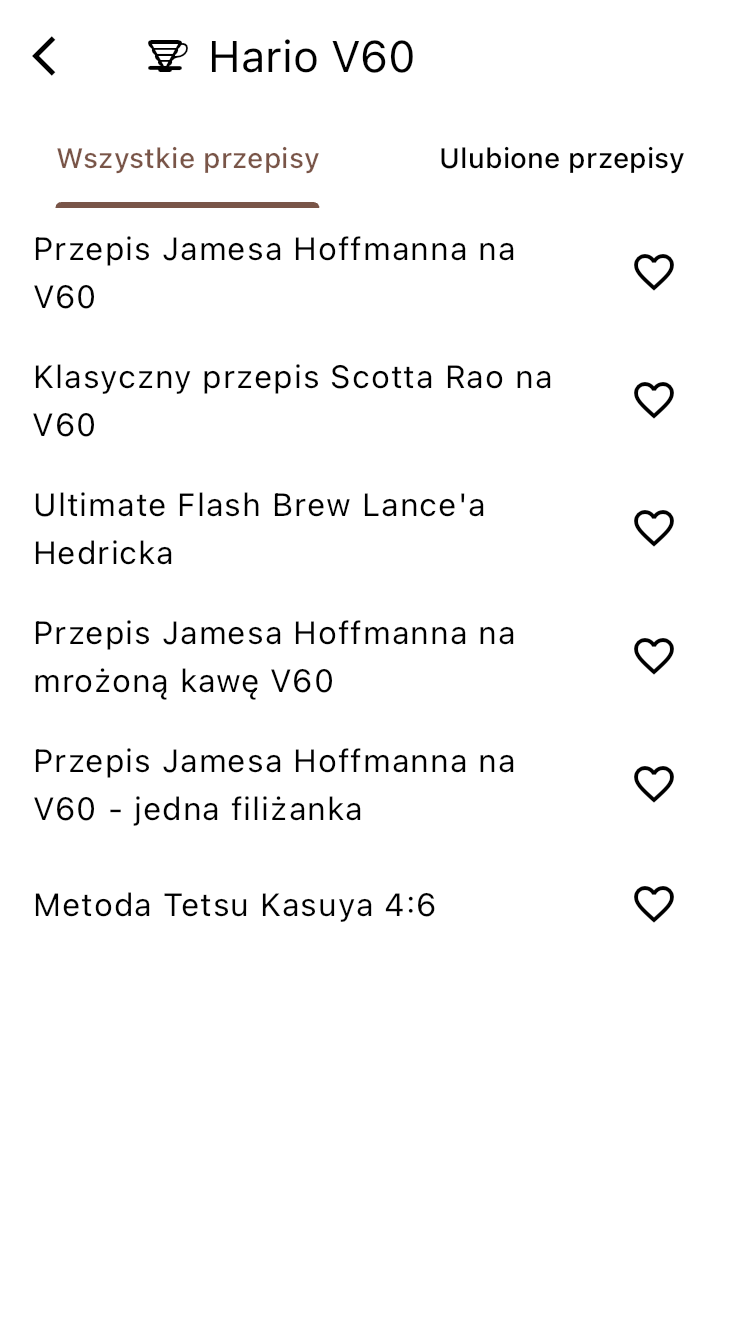 Hario V60
Wszystkie przepisy
Ulubione przepisy
Przepis Jamesa Hoffmanna na
V60
Klasyczny przepis Scotta Rao na
V60
Ultimate Flash Brew Lance'a
Hedricka
Przepis Jamesa Hoffmanna na
mrożoną kawę V60
Przepis Jamesa Hoffmanna na
V60 - jedna filiżanka
Metoda Tetsu Kasuya 4:6